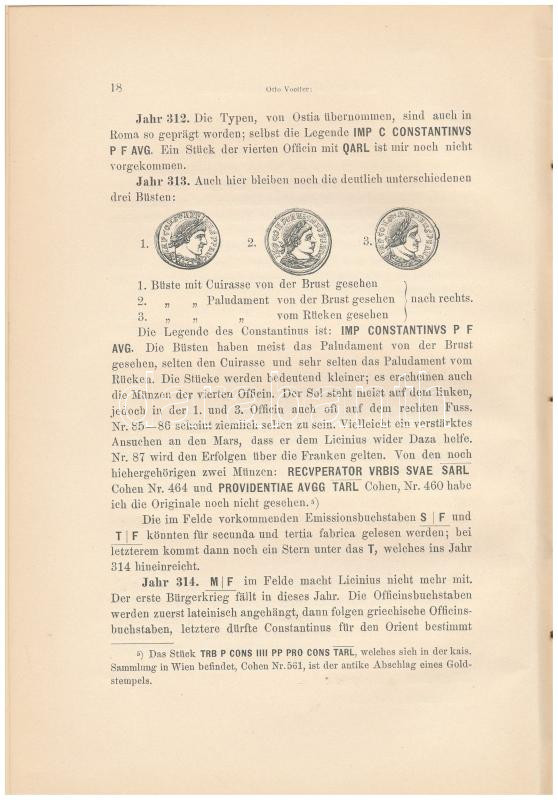 18
Otto Voetter:
Jahr 312. Die Typen, von Ostia übernommen, sind auch in
Roma so geprägt worden; selbst die Legende IMP C CONSTANTINVS
P F AVG. Ein Stück der vierten Officin mit QARL ist mir noch nicht
vorgekommen.
Jahr 313. Auch hier bleiben noch die deutlich unterschiedenen
drei Büsten:
1. 2. 3.
1. Büste mit Cuirasse von der Brust gesehen
2. „ „ Paludament von der Brust gesehen } nach rechts.
3. „ „ „ vom Rücken gesehen
Die Legende des Constantinus ist: IMP CONSTANTINVS P F
AVG. Die Büsten haben meist das Paludament von der Brust
gesehen, selten den Cuirasse und sehr selten das Paludament vom
Rücken. Die Stücke werden bedeutend kleiner; es erscheinen auch
die Münzen der vierten Officin. Der Sol steht meist auf dem linken,
jedoch in der 1. und 3. Officin auch oft auf dem rechten Fuss.
Nr. 85—86 scheint ziemlich selten zu sein. Vielleicht ein verstärktes
Ansuchen an den Mars, dass er dem Licinius wider Daza helfe.
Nr. 87 wird den Erfolgen über die Franken gelten. Von den noch
hiehergehörigen zwei Münzen: RECVPERATOR VRBIS SVAE SARL
Cohen Nr. 464 und PROVIDENTIAE AVGG TARL Cohen, Nr. 460 habe
ich die Originale noch nicht gesehen.⁵)
Die im Felde vorkommenden Emissionsbuchstaben S | F und
T | F könnten für secunda und tertia fabrica gelesen werden; bei
letzterem kommt dann noch ein Stern unter das T, welches ins Jahr
314 hineinreicht.
Jahr 314. M | F im Felde macht Licinius nicht mehr mit.
Der erste Bürgerkrieg fällt in dieses Jahr. Die Officinsbuchstaben
werden zuerst lateinisch angehängt, dann folgen griechische Officins-
buchstaben, letztere dürfte Constantinus für den Orient bestimmt
⁵) Das Stück TRB P CONS IIII PP PRO CONS TARL, welches sich in der kais.
Sammlung in Wien befindet, Cohen Nr. 561, ist der antike Abschlag eines Gold-
stempels.